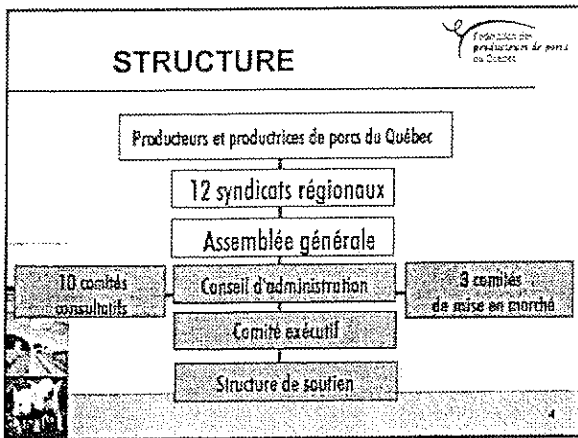 STRUCTURE
Fédération des
producteurs de porcs
du Québec
Producteurs et productrices de porcs du Québec
12 syndicats régionaux
Assemblée générale
10 comités
consultatifs
Conseil d'administration
3 comités
de mise en marché
Comité exécutif
Structure de soutien
4